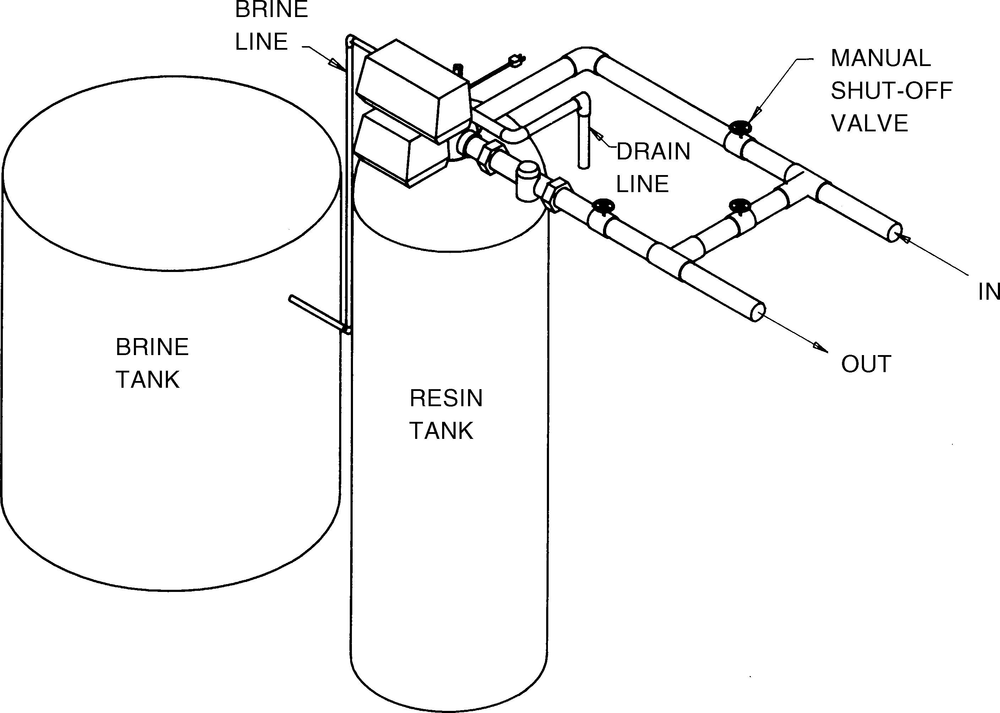 BRINE
LINE
MANUAL
SHUT-OFF
VALVE
DRAIN
LINE
IN
OUT
BRINE
TANK
RESIN
TANK